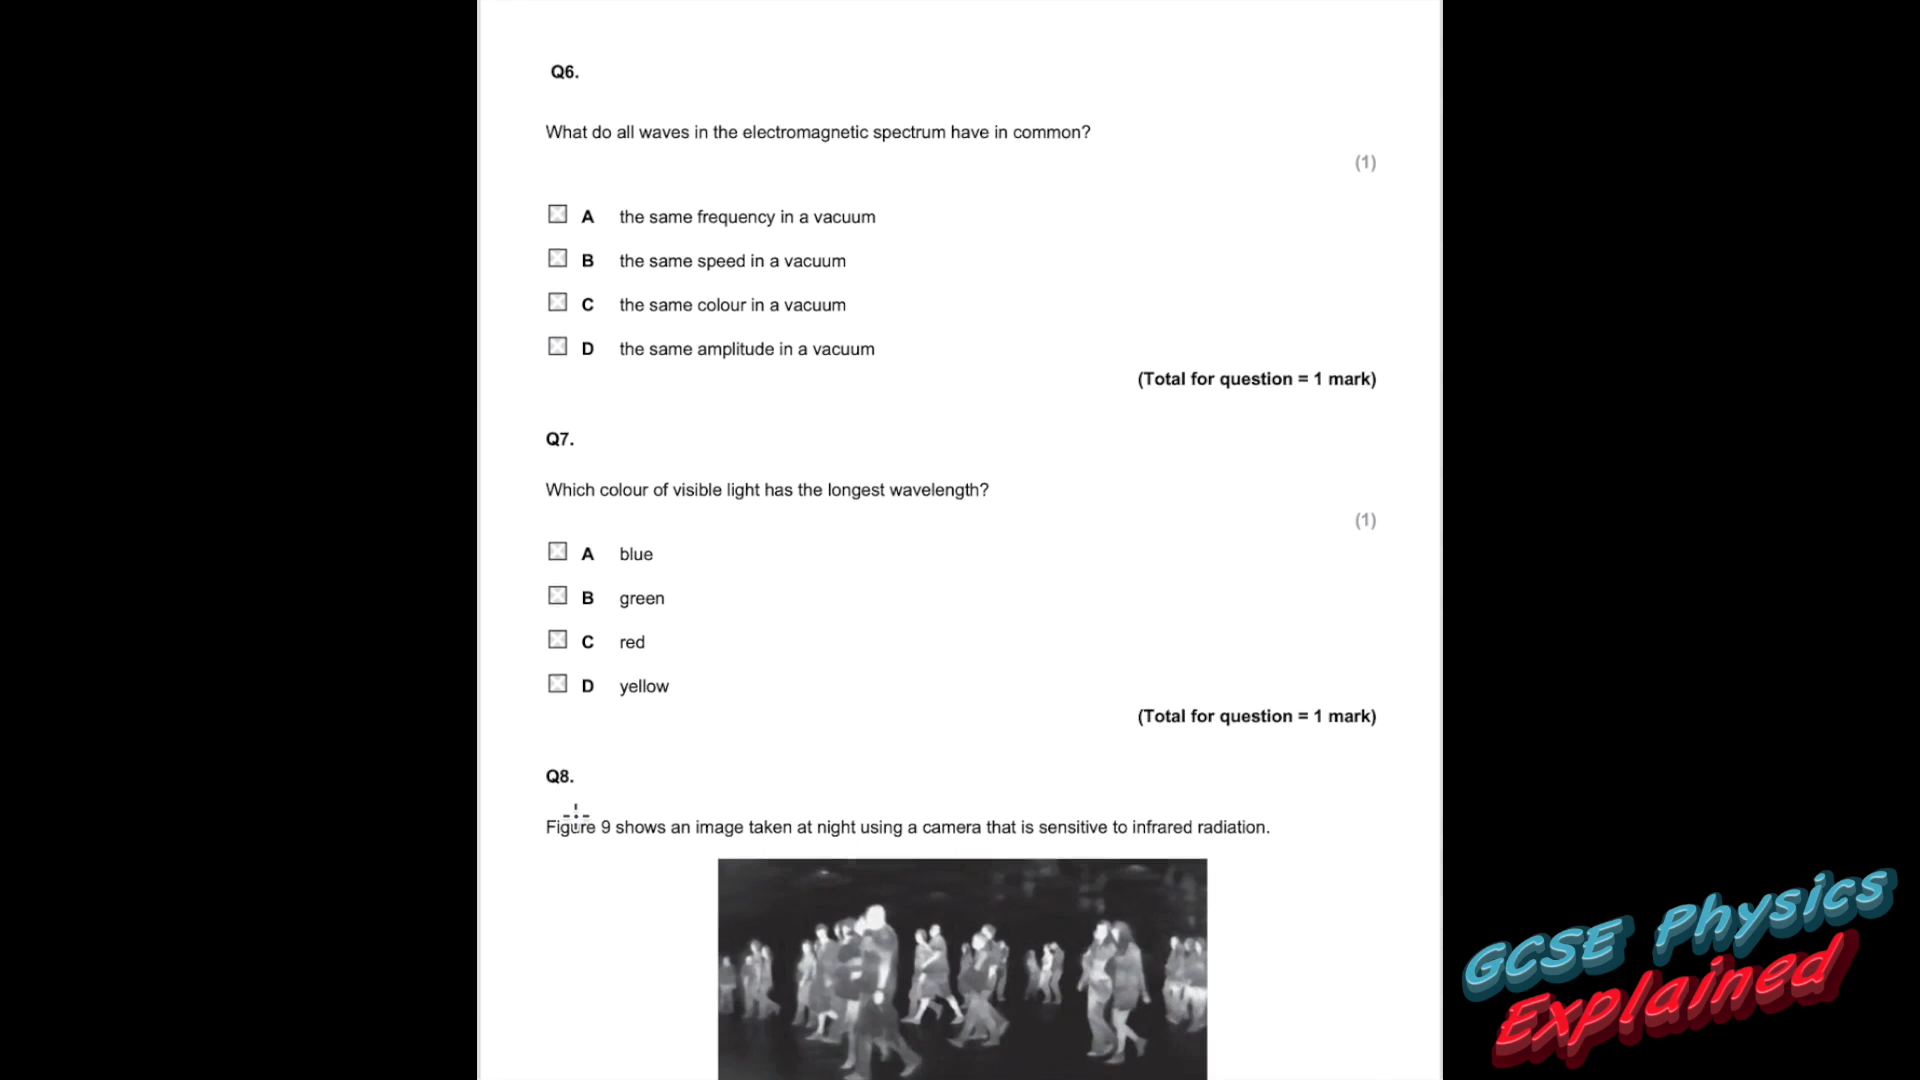 Q6.
What do all waves in the electromagnetic spectrum have in common?
(1)
A the same frequency in a vacuum
B the same speed in a vacuum
C the same colour in a vacuum
D the same amplitude in a vacuum
(Total for question = 1 mark)
Q7.
Which colour of visible light has the longest wavelength?
(1)
A blue
B green
C red
D yellow
(Total for question = 1 mark)
Q8.
Figure 9 shows an image taken at night using a camera that is sensitive to infrared radiation.
GCSE Physics
Explained